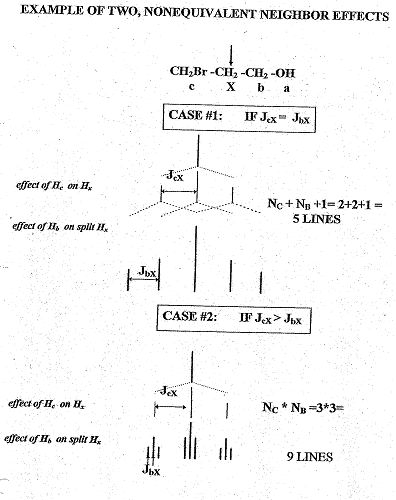 EXAMPLE OF TWO, NONEQUIVALENT NEIGHBOR EFFECTS
CH₂Br -CH₂ -CH₂ -OH
c X b a
CASE #1: IF JcX = JbX
JcX
effect of Hc on Hx
NC + NB +1= 2+2+1 =
5 LINES
effect of Hb on split Hx
JbX
CASE #2: IF JcX > JbX
JcX
effect of Hc on Hx
NC * NB =3*3=
effect of Hb on split Hx
9 LINES
JbX